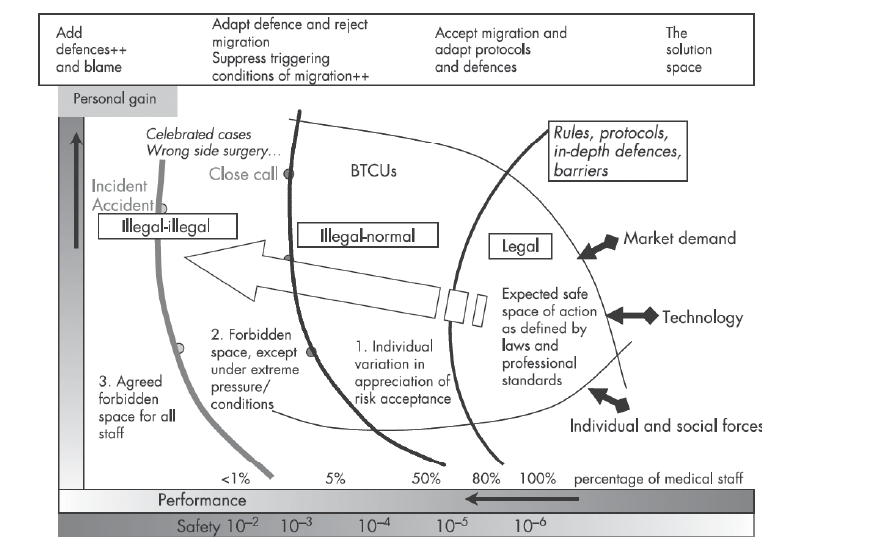 Add
defences++
and blame
Adapt defence and reject
migration
Suppress triggering
conditions of migration++
Accept migration and
adapt protocols
and defences
The
solution
space
Personal gain
Celebrated cases
Wrong side surgery...
Close call
BTCUs
Rules, protocols,
in-depth defences,
barriers
Incident
Accident
Illegal-illegal
Illegal-normal
Legal
Market demand
Expected safe
space of action
as defined by
laws and
professional
standards
Technology
2. Forbidden
space, except
under extreme
pressure/
conditions
1. Individual
variation in
appreciation of
risk acceptance
3. Agreed
forbidden
space for all
staff
Individual and social forces
<1% 5% 50% 80% 100% percentage of medical staff
Performance
Safety 10⁻² 10⁻³ 10⁻⁴ 10⁻⁵ 10⁻⁶